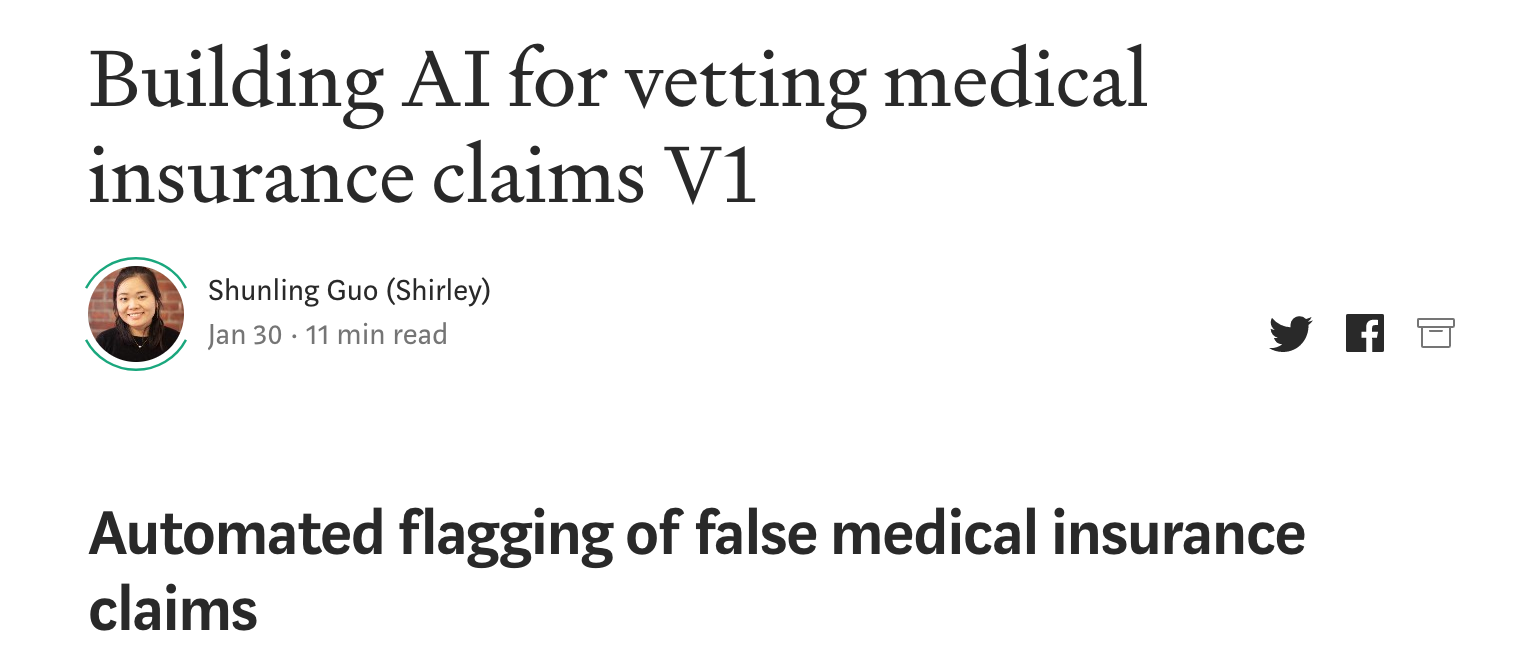 Building AI for vetting medical
insurance claims V1
Shunling Guo (Shirley)
Jan 30 · 11 min read
Automated flagging of false medical insurance
claims